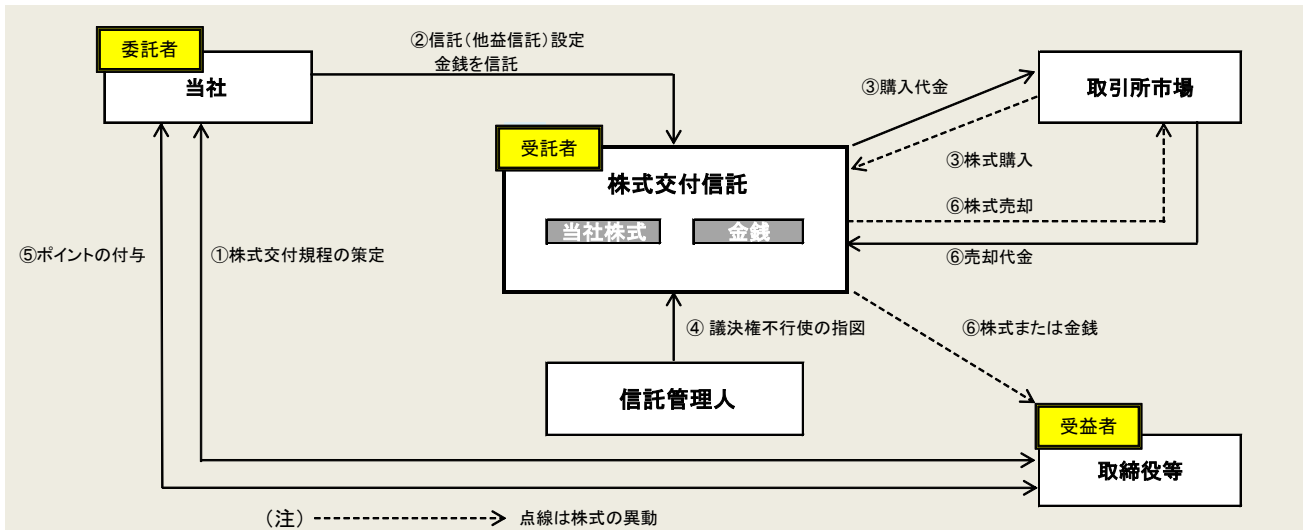 委託者
当社
②信託(他益信託)設定
金銭を信託
③購入代金
取引所市場
受託者
③株式購入
株式交付信託
⑥株式売却
当社株式
金銭
⑤ポイントの付与
①株式交付規程の策定
⑥売却代金
④ 議決権不行使の指図
⑥株式または金銭
信託管理人
受益者
取締役等
(注) 点線は株式の異動